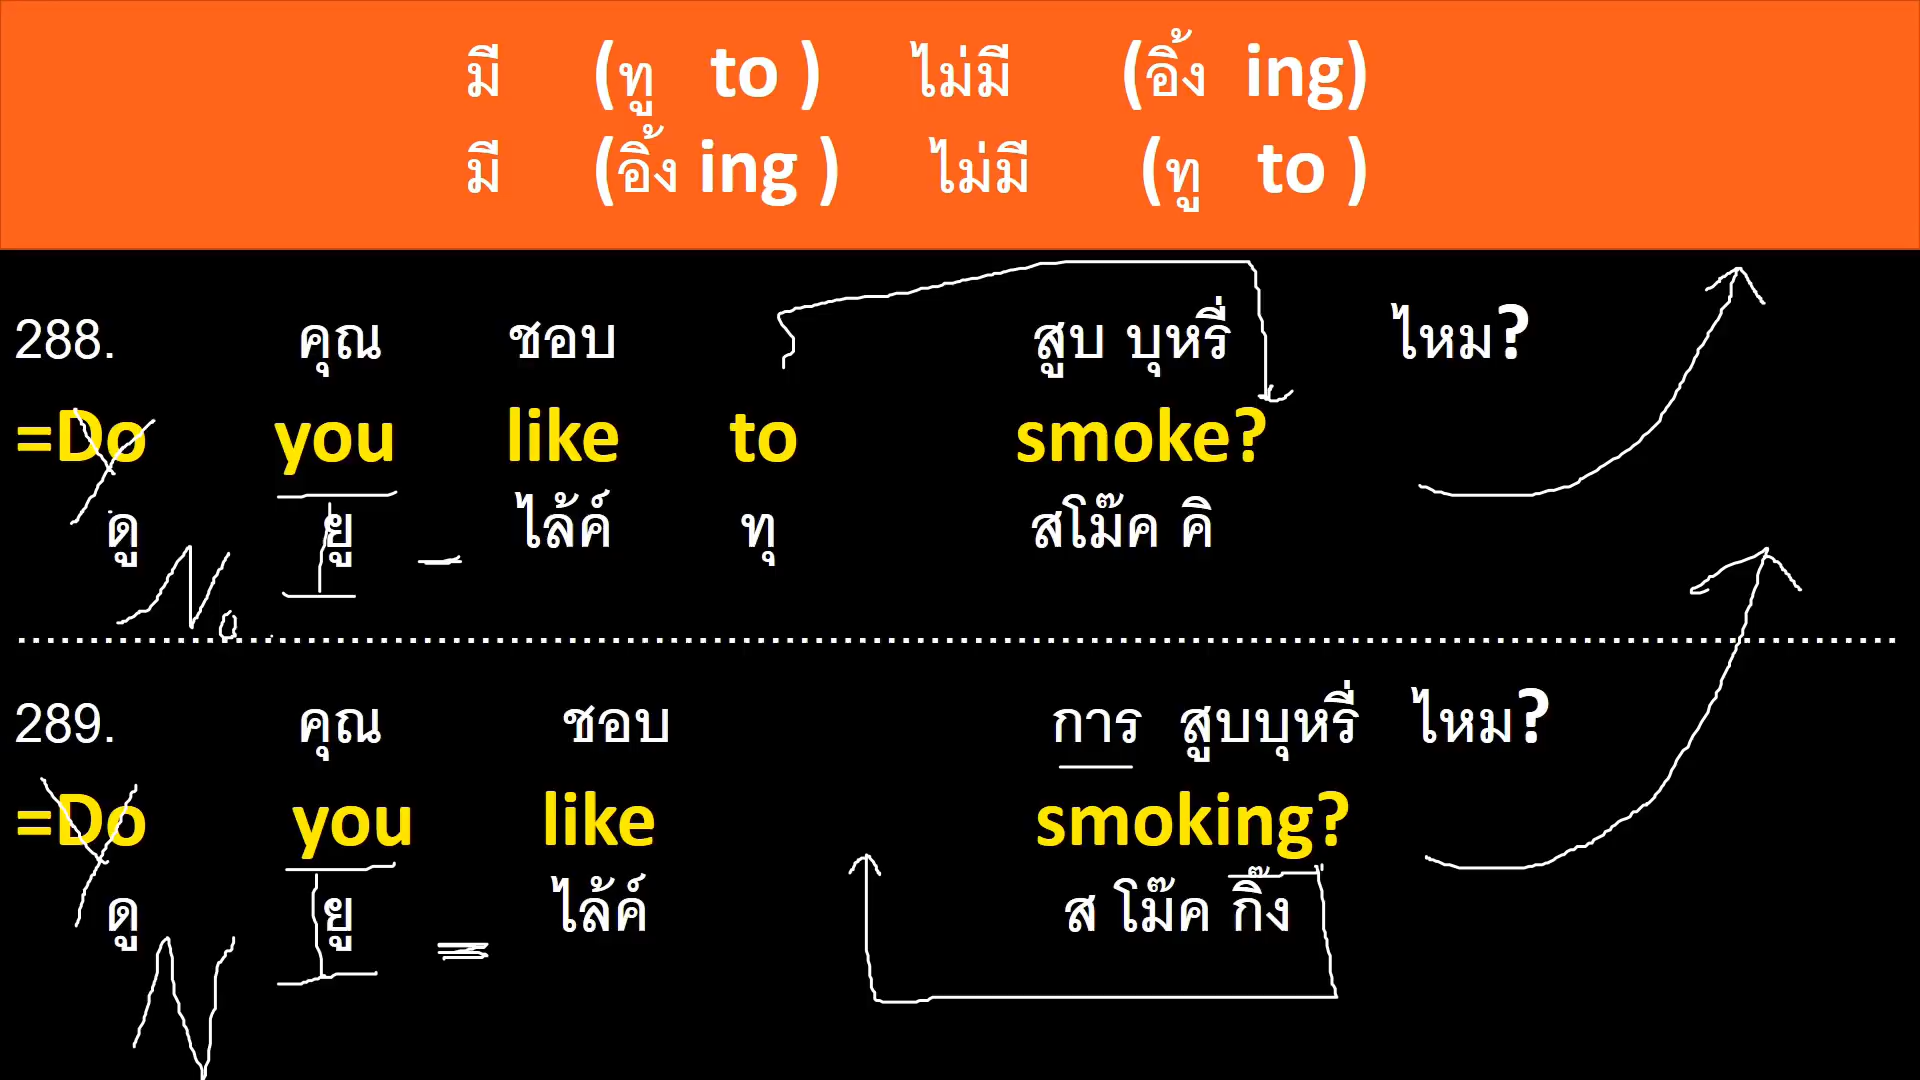 มี (ทู to ) ไม่มี (อิ้ง ing)
มี (อิ้ง ing ) ไม่มี (ทู to )
288. คุณ ชอบ สูบ บุหรี่ ไหม?
=Do you like to smoke?
ดู ยู ไล้ค์ ทุ สโม๊ค คิ
N. I
289. คุณ ชอบ การ สูบบุหรี่ ไหม?
=Do you like smoking?
ดู ยู ไล้ค์ ส โม๊ค กิ๊ง
N I